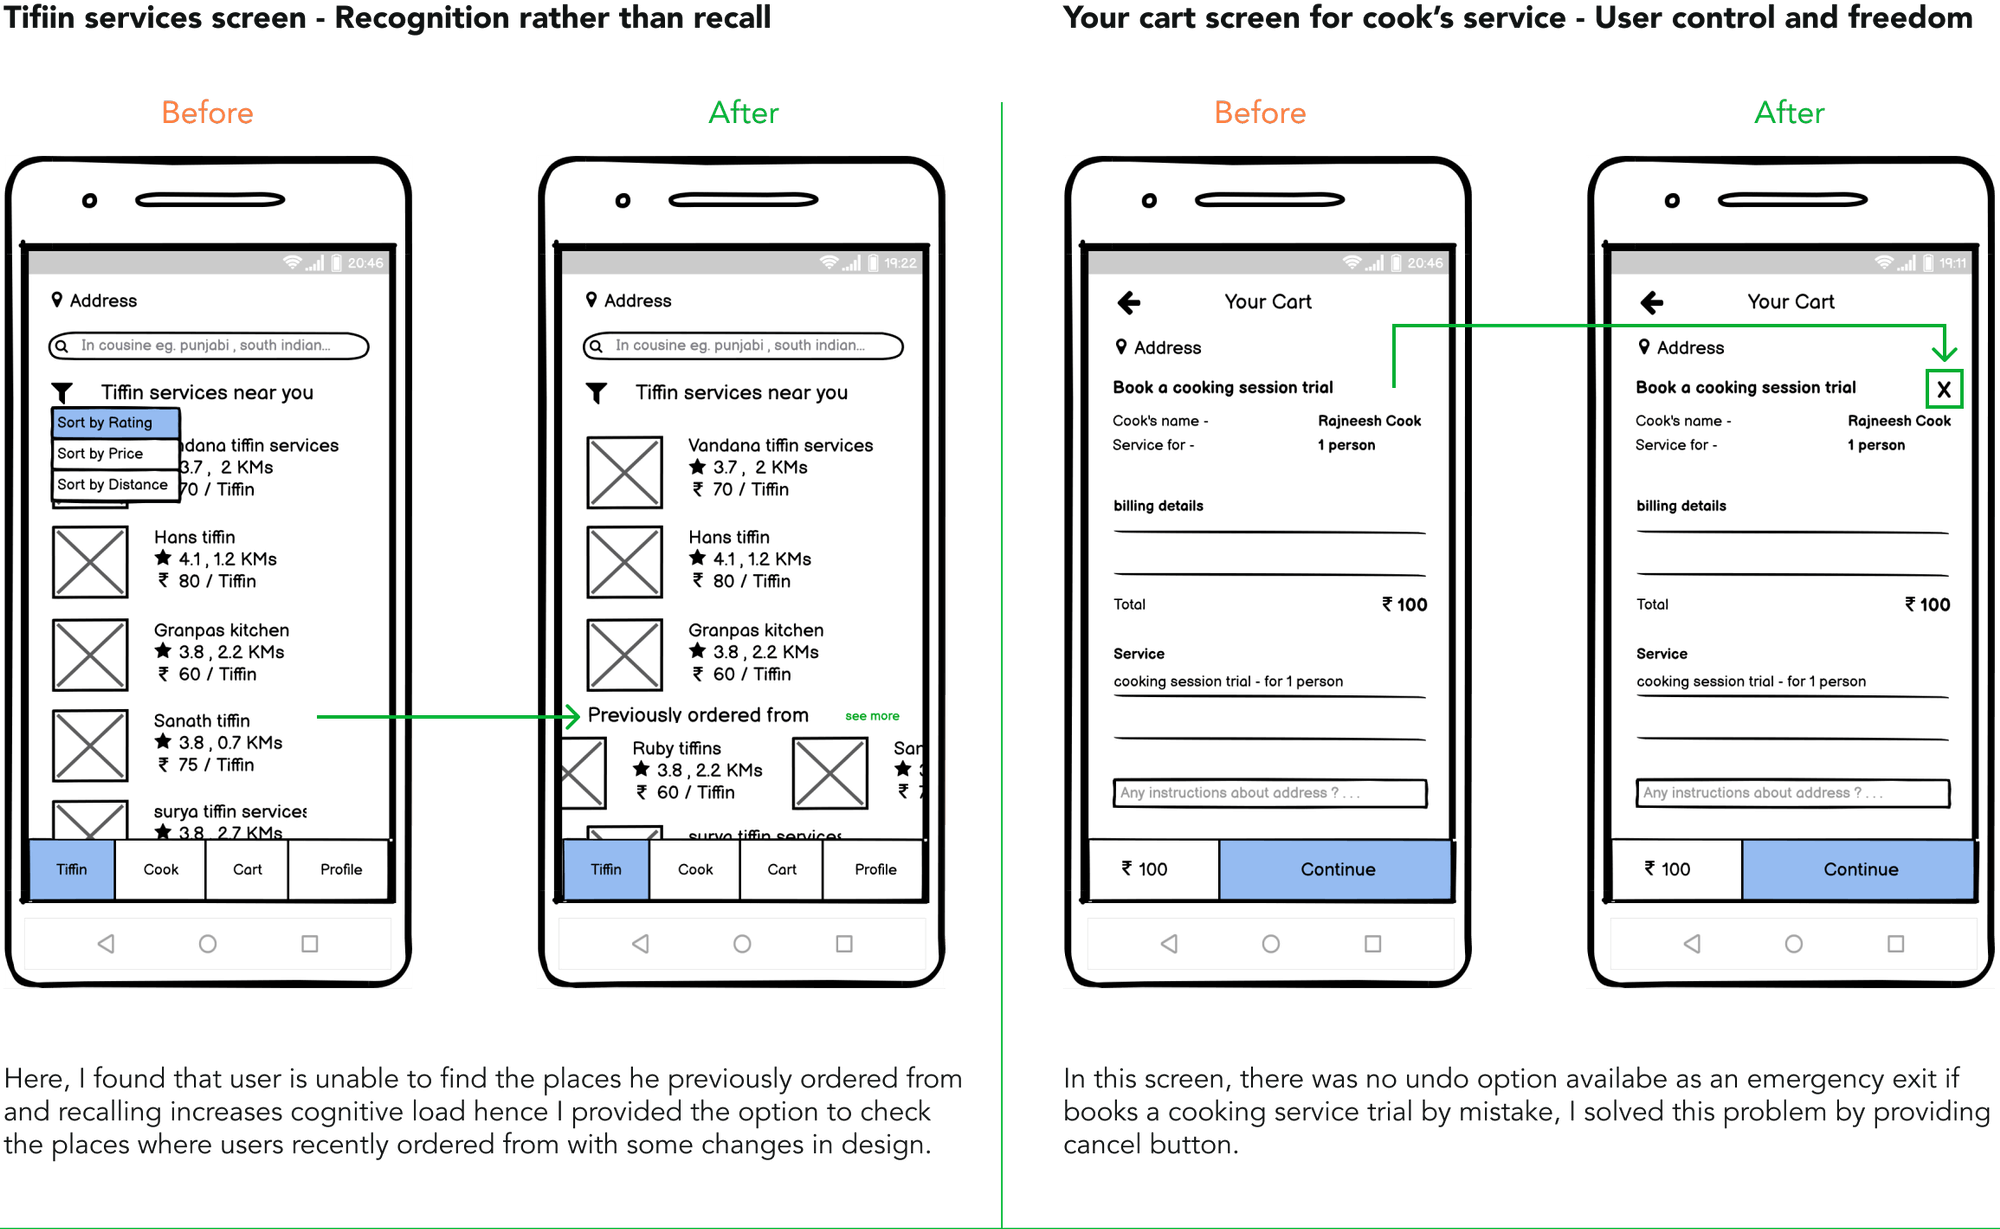 Tifiin services screen - Recognition rather than recall
Before
After
20:46
Address
In cousine eg. punjabi , south indian...
Tiffin services near you
Sort by Rating
Sort by Price
Sort by Distance
ndana tiffin services
3.7 , 2 KMs
70 / Tiffin
Hans tiffin
★ 4.1 , 1.2 KMs
₹ 80 / Tiffin
Granpas kitchen
★ 3.8 , 2.2 KMs
₹ 60 / Tiffin
Sanath tiffin
★ 3.8 , 0.7 KMs
₹ 75 / Tiffin
surya tiffin services
★ 3.8 2.7 KMs
Tiffin Cook Cart Profile
19:22
Address
In cousine eg. punjabi , south indian...
Tiffin services near you
Vandana tiffin services
★ 3.7 , 2 KMs
₹ 70 / Tiffin
Hans tiffin
★ 4.1 , 1.2 KMs
₹ 80 / Tiffin
Granpas kitchen
★ 3.8 , 2.2 KMs
₹ 60 / Tiffin
Previously ordered from see more
Ruby tiffins
★ 3.8 , 2.2 KMs
₹ 60 / Tiffin
San
★ 3
₹ 7
surya tiffin services
Tiffin Cook Cart Profile
Here, I found that user is unable to find the places he previously ordered from
and recalling increases cognitive load hence I provided the option to check
the places where users recently ordered from with some changes in design.
Your cart screen for cook's service - User control and freedom
Before
After
20:46
Your Cart
Address
Book a cooking session trial
Cook's name - Rajneesh Cook
Service for - 1 person
billing details
Total ₹ 100
Service
cooking session trial - for 1 person
Any instructions about address ? . . .
₹ 100 Continue
19:11
Your Cart
Address
Book a cooking session trial X
Cook's name - Rajneesh Cook
Service for - 1 person
billing details
Total ₹ 100
Service
cooking session trial - for 1 person
Any instructions about address ? . . .
₹ 100 Continue
In this screen, there was no undo option availabe as an emergency exit if
books a cooking service trial by mistake, I solved this problem by providing
cancel button.